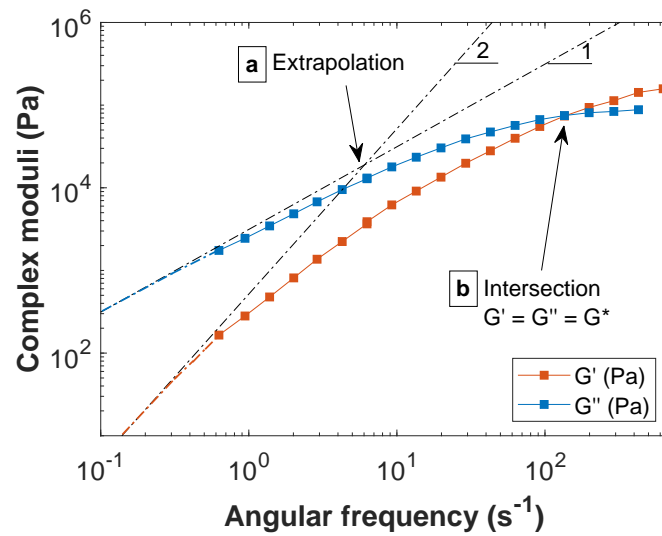 10^6
2
1
a Extrapolation
Complex moduli (Pa)
10^4
b Intersection
G' = G'' = G*
10^2
G' (Pa)
G'' (Pa)
10^-1
10^0
10^1
10^2
Angular frequency (s^-1)